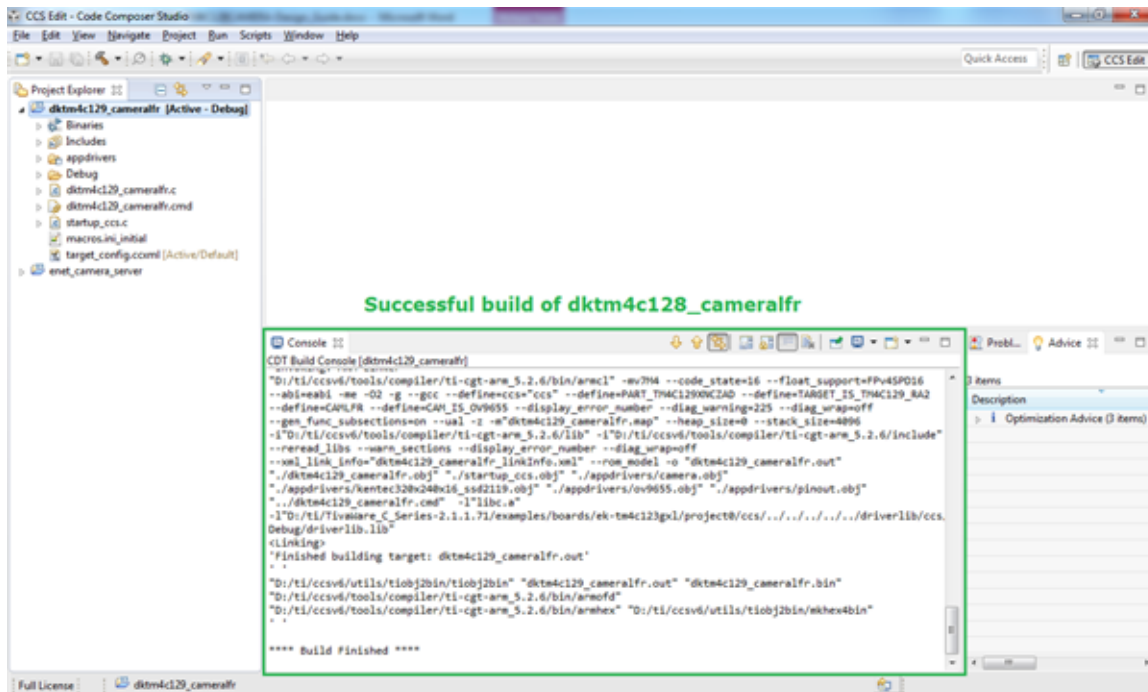 CCS Edit - Code Composer Studio
File Edit View Navigate Project Run Scripts Window Help
Quick Access
CCS Edit
Project Explorer
dktm4c129_cameralfr [Active - Debug]
Binaries
Includes
appdrivers
Debug
dktm4c129_cameralfr.c
dktm4c129_cameralfr.cmd
startup_ccs.c
macros.ini_initial
target_config.ccxml [Active/Default]
enet_camera_server
Successful build of dktm4c128_cameralfr
Console
CDT Build Console [dktm4c129_cameralfr]
"D:/ti/ccsv6/tools/compiler/ti-cgt-arm_5.2.6/bin/armcl" -mv7M4 --code_state=16 --float_support=FPv4SPD16
--abi=eabi -me -O2 -g --gcc --define=ccs="ccs" --define=PART_TM4C129XNCZAD --define=TARGET_IS_TM4C129_RA2
--define=CAMLFR --define=CAM_IS_OV9655 --display_error_number --diag_warning=225 --diag_wrap=off
--gen_func_subsections=on --ual -z -m"dktm4c129_cameralfr.map" --heap_size=0 --stack_size=4096
-i"D:/ti/ccsv6/tools/compiler/ti-cgt-arm_5.2.6/lib" -i"D:/ti/ccsv6/tools/compiler/ti-cgt-arm_5.2.6/include"
--reread_libs --warn_sections --display_error_number --diag_wrap=off
--xml_link_info="dktm4c129_cameralfr_linkInfo.xml" --rom_model -o "dktm4c129_cameralfr.out"
"./dktm4c129_cameralfr.obj" "./startup_ccs.obj" "./appdrivers/camera.obj"
"./appdrivers/kentec320x240x16_ssd2119.obj" "./appdrivers/ov9655.obj" "./appdrivers/pinout.obj"
"../dktm4c129_cameralfr.cmd" -l"libc.a"
-l"D:/ti/TivaWare_C_Series-2.1.1.71/examples/boards/ek-tm4c123gxl/project0/ccs/../../../../../driverlib/ccs/
Debug/driverlib.lib"
<Linking>
'Finished building target: dktm4c129_cameralfr.out'
' '
"D:/ti/ccsv6/utils/tiobj2bin/tiobj2bin" "dktm4c129_cameralfr.out" "dktm4c129_cameralfr.bin"
"D:/ti/ccsv6/tools/compiler/ti-cgt-arm_5.2.6/bin/armofd"
"D:/ti/ccsv6/tools/compiler/ti-cgt-arm_5.2.6/bin/armhex" "D:/ti/ccsv6/utils/tiobj2bin/mkhex4bin"
' '
**** Build Finished ****
Probl... Advice
3 items
Description
Optimization Advice (3 items)
Full License
dktm4c129_cameralfr